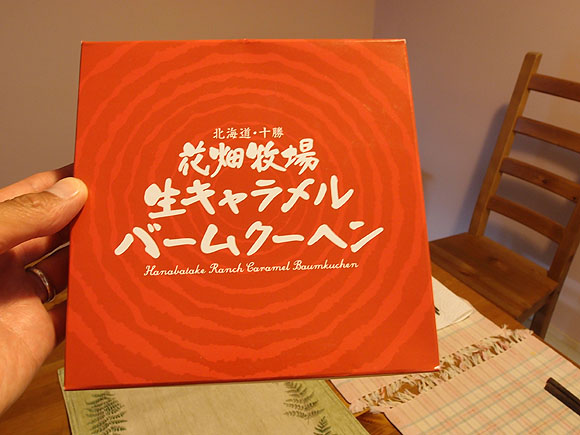 北海道・十勝
花畑牧場
生キャラメル
バームクーヘン
Hanabatake Ranch Caramel Baumkuchen